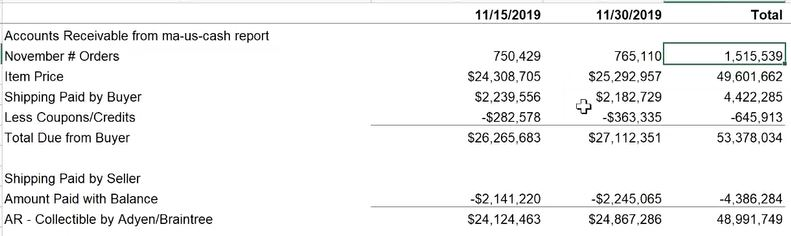 11/15/2019 11/30/2019 Total
Accounts Receivable from ma-us-cash report
November # Orders 750,429 765,110 1,515,539
Item Price $24,308,705 $25,292,957 49,601,662
Shipping Paid by Buyer $2,239,556 $2,182,729 4,422,285
Less Coupons/Credits -$282,578 -$363,335 -645,913
Total Due from Buyer $26,265,683 $27,112,351 53,378,034
Shipping Paid by Seller
Amount Paid with Balance -$2,141,220 -$2,245,065 -4,386,284
AR - Collectible by Adyen/Braintree $24,124,463 $24,867,286 48,991,749